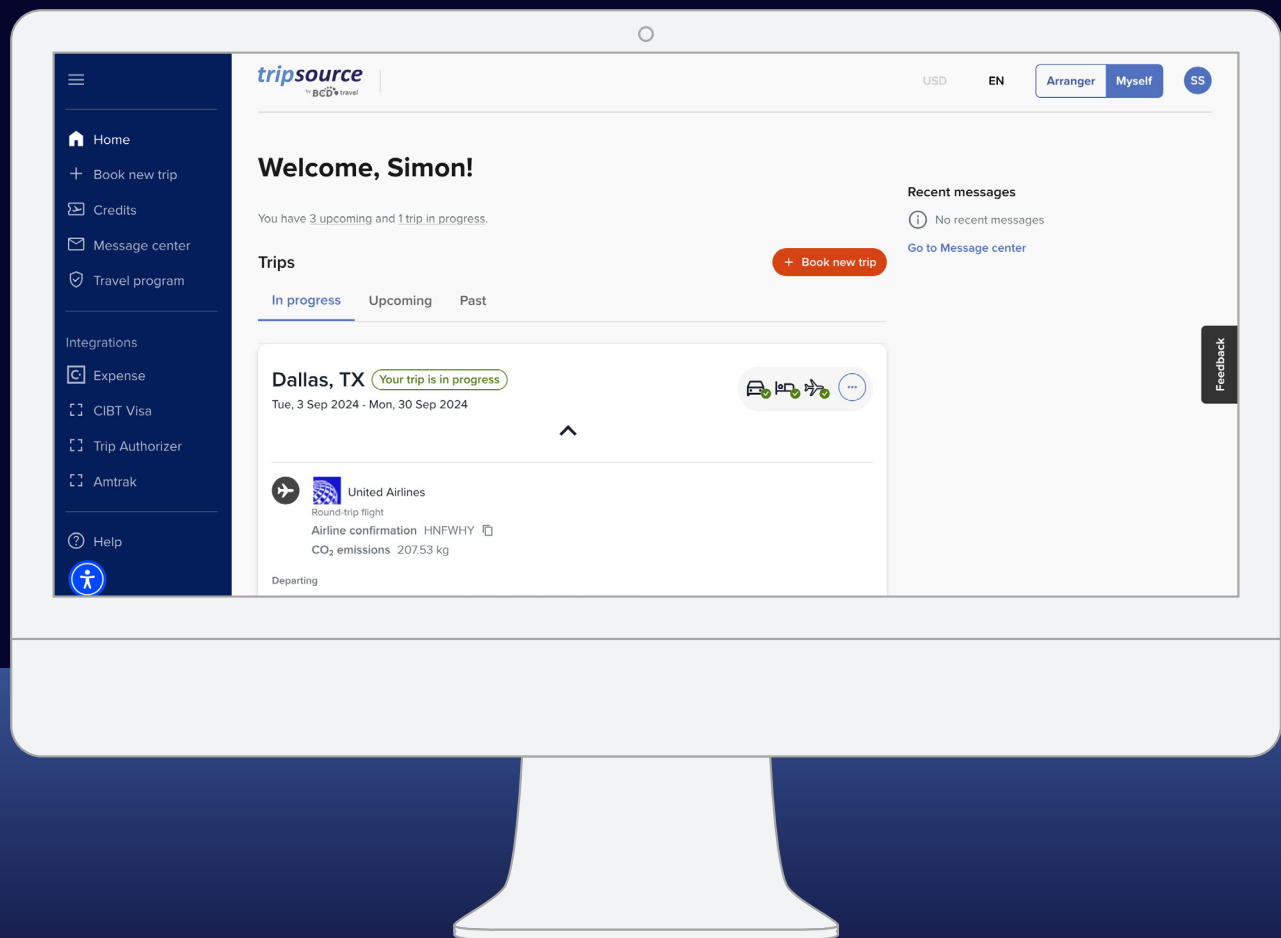 tripsource
by BCD travel
USD
EN
Arranger
Myself
SS
Home
Book new trip
Credits
Message center
Travel program
Integrations
Expense
CIBT Visa
Trip Authorizer
Amtrak
Help
Welcome, Simon!
You have 3 upcoming and 1 trip in progress.
Trips
+ Book new trip
In progress
Upcoming
Past
Dallas, TX
Your trip is in progress
Tue, 3 Sep 2024 - Mon, 30 Sep 2024
United Airlines
Round-trip flight
Airline confirmation HNFWHY
CO₂ emissions 207.53 kg
Departing
Recent messages
No recent messages
Go to Message center
Feedback